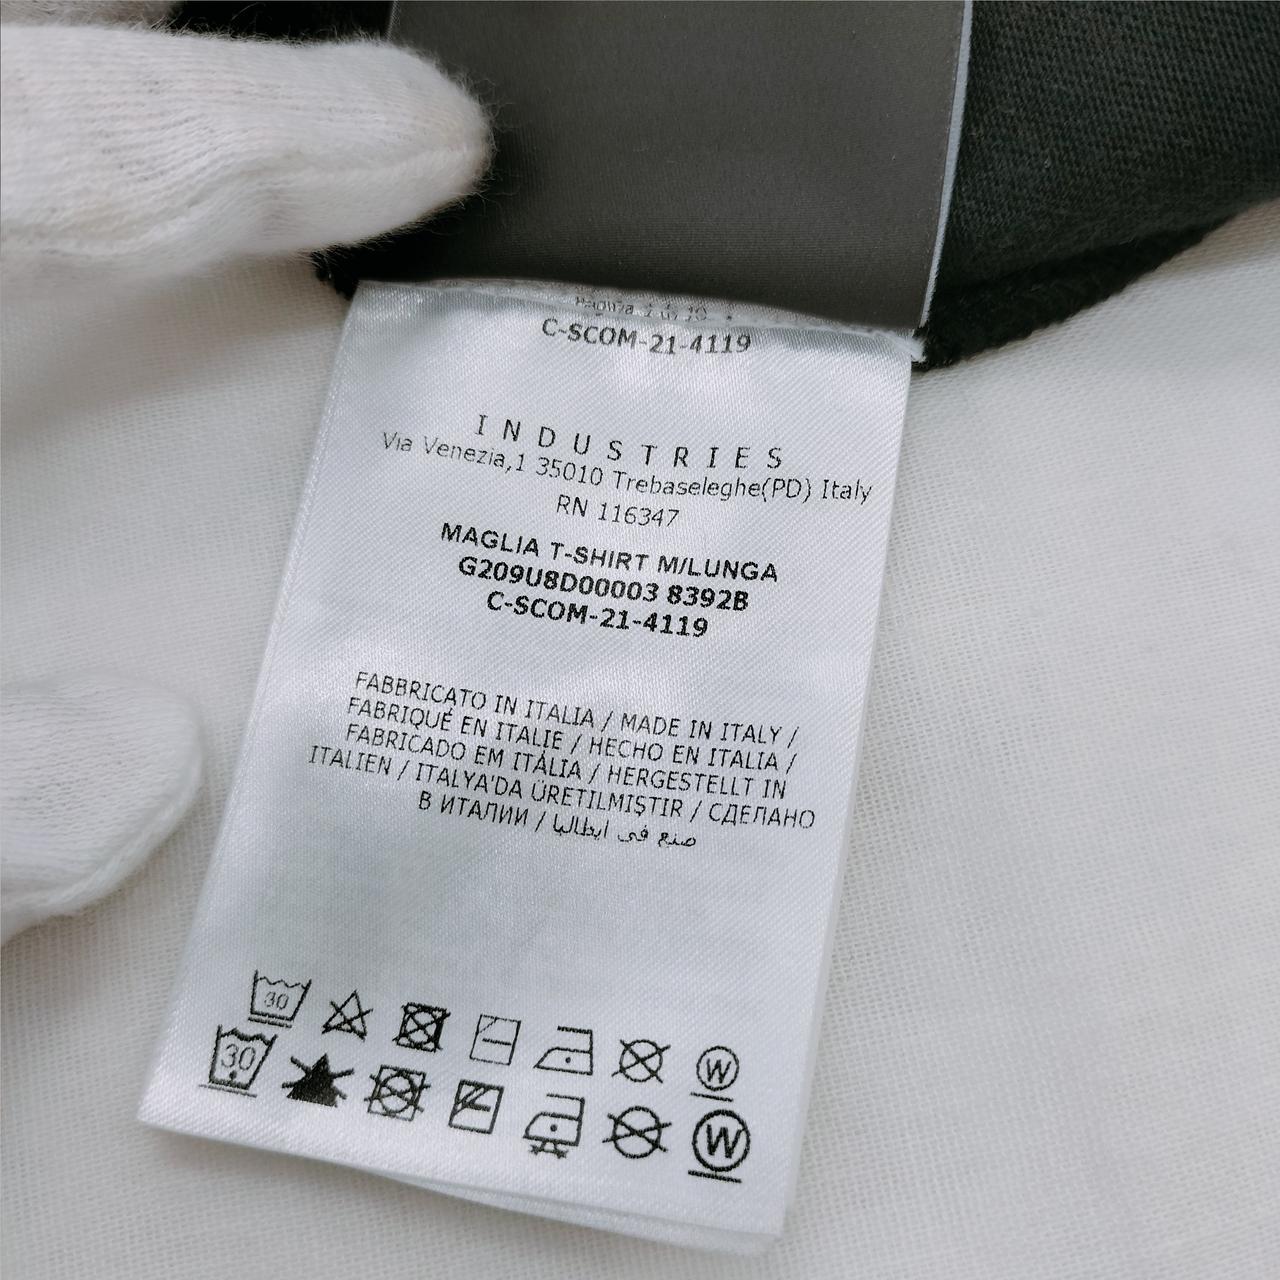 C-SCOM-21-4119
INDUSTRIES
Via Venezia,1 35010 Trebaseleghe(PD) Italy
RN 116347
MAGLIA T-SHIRT M/LUNGA
G209U8D00003 8392B
C-SCOM-21-4119
FABBRICATO IN ITALIA / MADE IN ITALY /
FABRIQUÉ EN ITALIE / HECHO EN ITALIA /
FABRICADO EM ITÁLIA / HERGESTELLT IN
ITALIEN / ITALYA'DA ÜRETILMIŞTIR / СДЕЛАНО
В ИТАЛИИ / صنع في ايطاليا
30 W
30 W